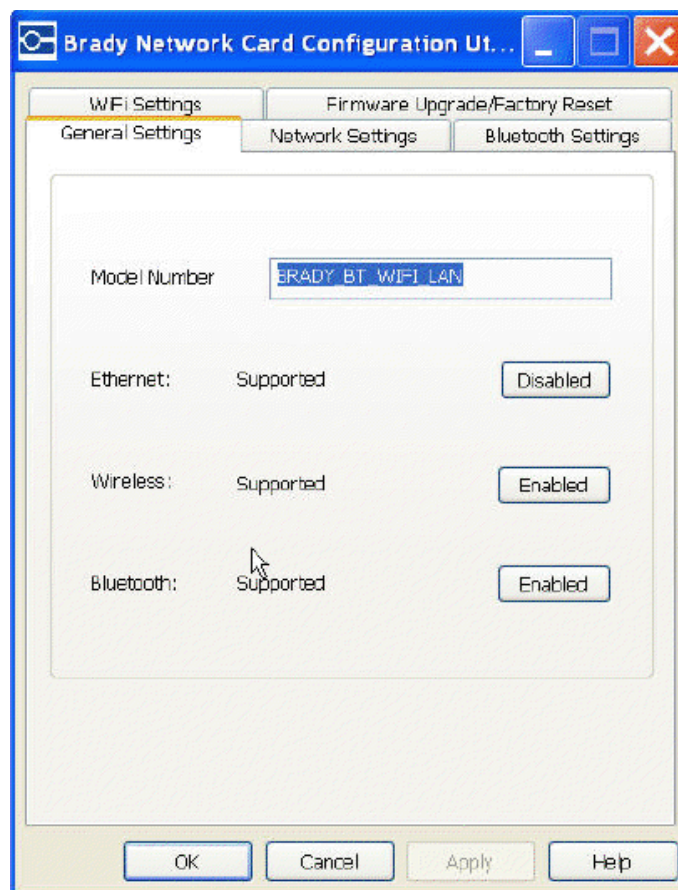 Brady Network Card Configuration Ut...
WiFi Settings
Firmware Upgrade/Factory Reset
General Settings
Network Settings
Bluetooth Settings
Model Number
BRADY_BT_WIFI_LAN
Ethernet:
Supported
Disabled
Wireless:
Supported
Enabled
Bluetooth:
Supported
Enabled
OK
Cancel
Apply
Help